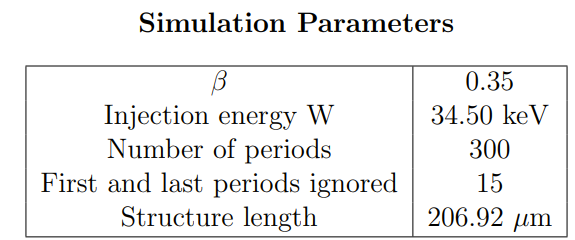 Simulation Parameters
β 0.35
Injection energy W 34.50 keV
Number of periods 300
First and last periods ignored 15
Structure length 206.92 μm